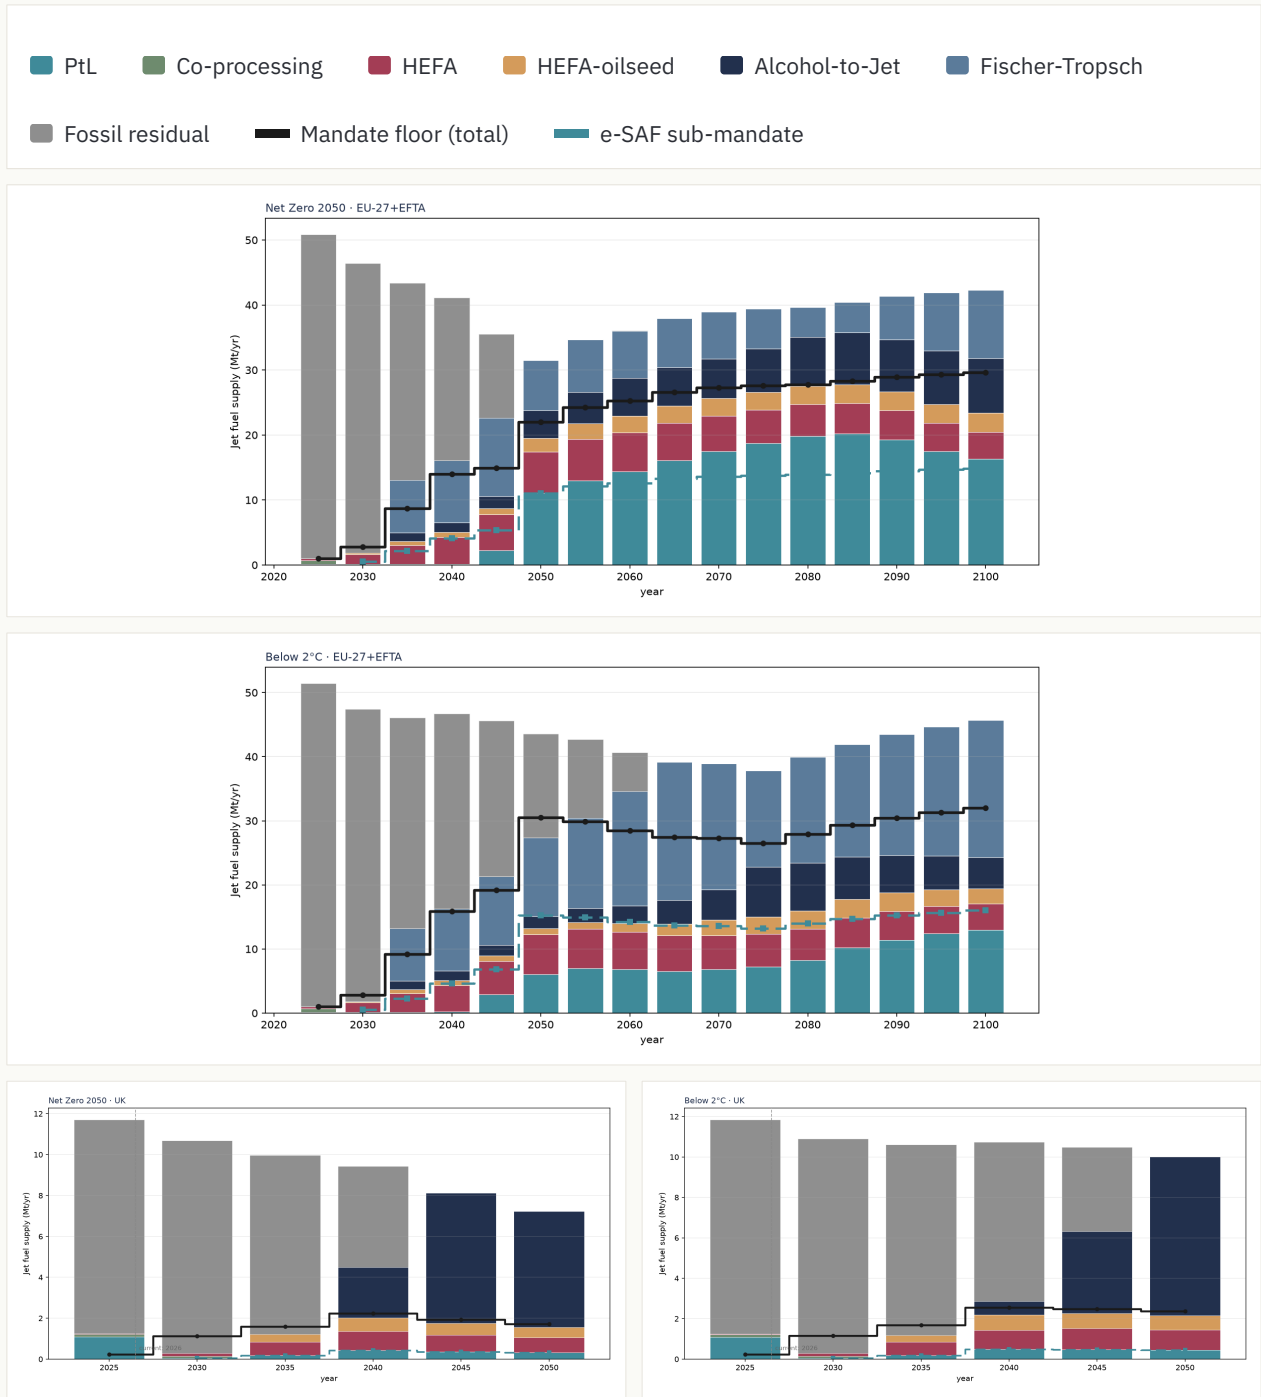 PtL Co-processing HEFA HEFA-oilseed Alcohol-to-Jet Fischer-Tropsch
Fossil residual Mandate floor (total) e-SAF sub-mandate
Net Zero 2050 · EU-27+EFTA
Jet fuel supply (Mt/yr)
50
40
30
20
10
0
2020 2030 2040 2050 2060 2070 2080 2090 2100
year
Below 2°C · EU-27+EFTA
Jet fuel supply (Mt/yr)
50
40
30
20
10
0
2020 2030 2040 2050 2060 2070 2080 2090 2100
year
Net Zero 2050 · UK
Jet fuel supply (Mt/yr)
12
10
8
6
4
2
0
2025 2030 2035 2040 2045 2050
year
Below 2°C · UK
Jet fuel supply (Mt/yr)
12
10
8
6
4
2
0
2025 2030 2035 2040 2045 2050
year